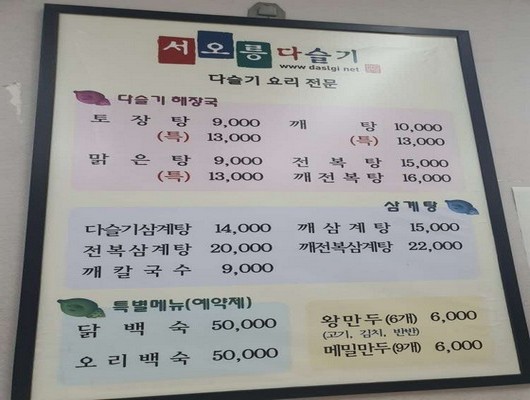 서오릉다슬기
www.daslgi.net
다슬기 요리 전문
다슬기 해장국
토장탕 9,000
(특) 13,000
맑은탕 9,000
(특) 13,000
깨탕 10,000
(특) 13,000
전복탕 15,000
깨전복탕 16,000
삼계탕
다슬기삼계탕 14,000
전복삼계탕 20,000
깨칼국수 9,000
깨삼계탕 15,000
깨전복삼계탕 22,000
특별메뉴(예약제)
닭백숙 50,000
오리백숙 50,000
왕만두(6개) 6,000
(고기, 김치, 반반)
메밀만두(9개) 6,000